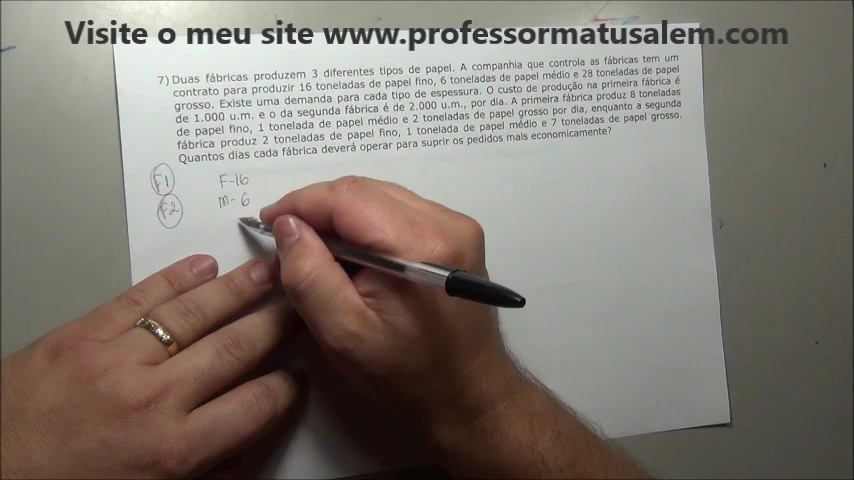 Visite o meu site www.professormatusalem.com
7) Duas fábricas produzem 3 diferentes tipos de papel. A companhia que controla as fábricas tem um
contrato para produzir 16 toneladas de papel fino, 6 toneladas de papel médio e 28 toneladas de papel
grosso. Existe uma demanda para cada tipo de espessura. O custo de produção na primeira fábrica é
de 1.000 u.m. e o da segunda fábrica é de 2.000 u.m., por dia. A primeira fábrica produz 8 toneladas
de papel fino, 1 tonelada de papel médio e 2 toneladas de papel grosso por dia, enquanto a segunda
fábrica produz 2 toneladas de papel fino, 1 tonelada de papel médio e 7 toneladas de papel grosso.
Quantos dias cada fábrica deverá operar para suprir os pedidos mais economicamente?
F1 F-16
F2 m-6